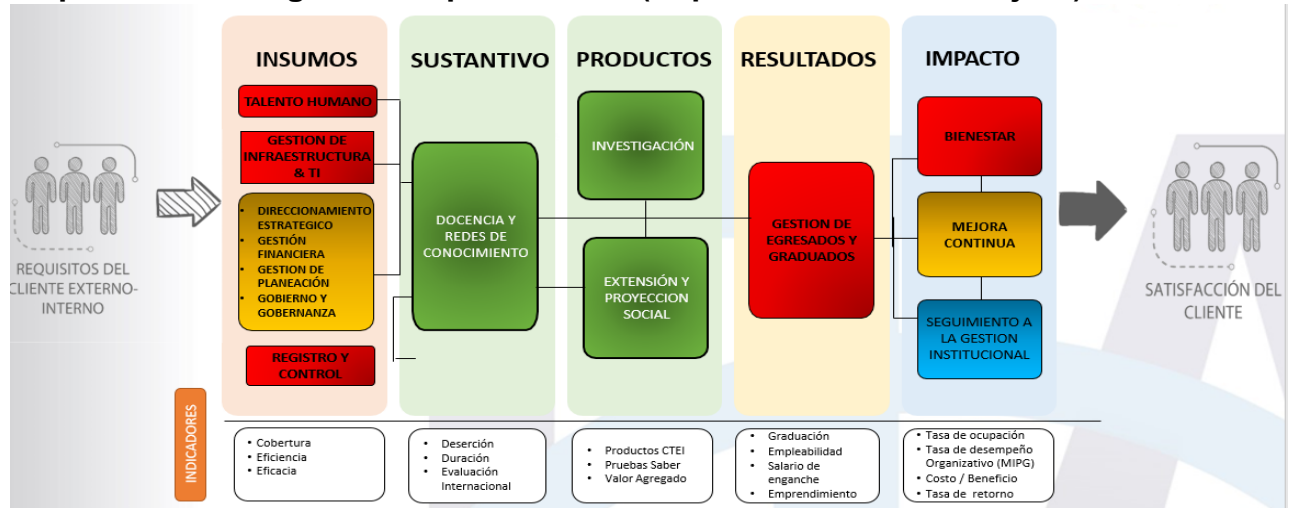 INSUMOS
TALENTO HUMANO
GESTION DE
INFRAESTRUCTURA
& TI
• DIRECCIONAMIENTO
ESTRATEGICO
• GESTIÓN
FINANCIERA
• GESTION DE
PLANEACIÓN
• GOBIERNO Y
GOBERNANZA
REGISTRO Y
CONTROL
SUSTANTIVO
DOCENCIA Y
REDES DE
CONOCIMIENTO
PRODUCTOS
INVESTIGACIÓN
EXTENSIÓN Y
PROYECCION
SOCIAL
RESULTADOS
GESTION DE
EGRESADOS Y
GRADUADOS
IMPACTO
BIENESTAR
MEJORA
CONTINUA
SEGUIMIENTO A
LA GESTION
INSTITUCIONAL
REQUISITOS DEL
CLIENTE EXTERNO-
INTERNO
SATISFACCIÓN DEL
CLIENTE
INDICADORES
• Cobertura
• Eficiencia
• Eficacia
• Deserción
• Duración
• Evaluación
Internacional
• Productos CTEI
• Pruebas Saber
• Valor Agregado
• Graduación
• Empleabilidad
• Salario de
enganche
• Emprendimiento
• Tasa de ocupación
• Tasa de desempeño
Organizativo (MIPG)
• Costo / Beneficio
• Tasa de retorno